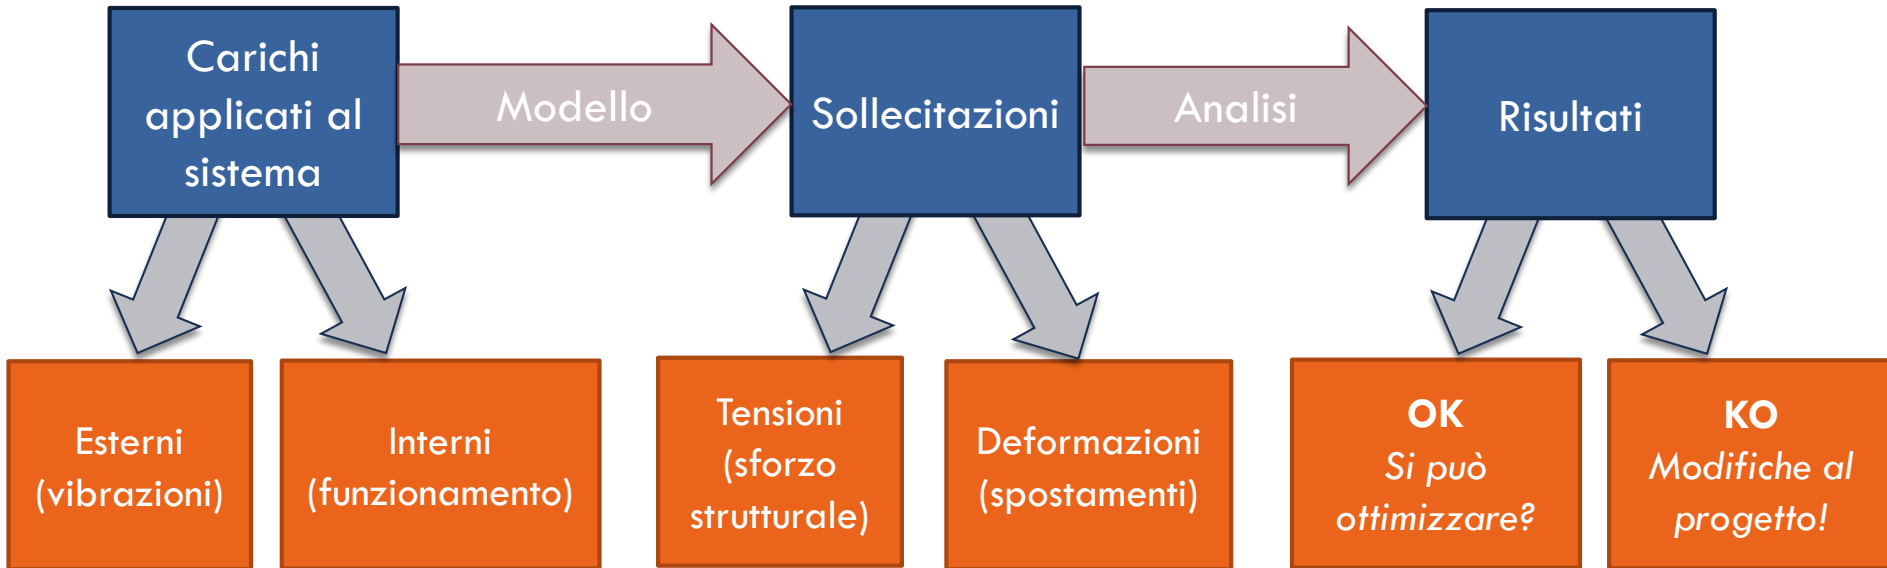 Carichi
applicati al
sistema
Modello
Sollecitazioni
Analisi
Risultati
Esterni
(vibrazioni)
Interni
(funzionamento)
Tensioni
(sforzo
strutturale)
Deformazioni
(spostamenti)
OK
Si può
ottimizzare?
KO
Modifiche al
progetto!